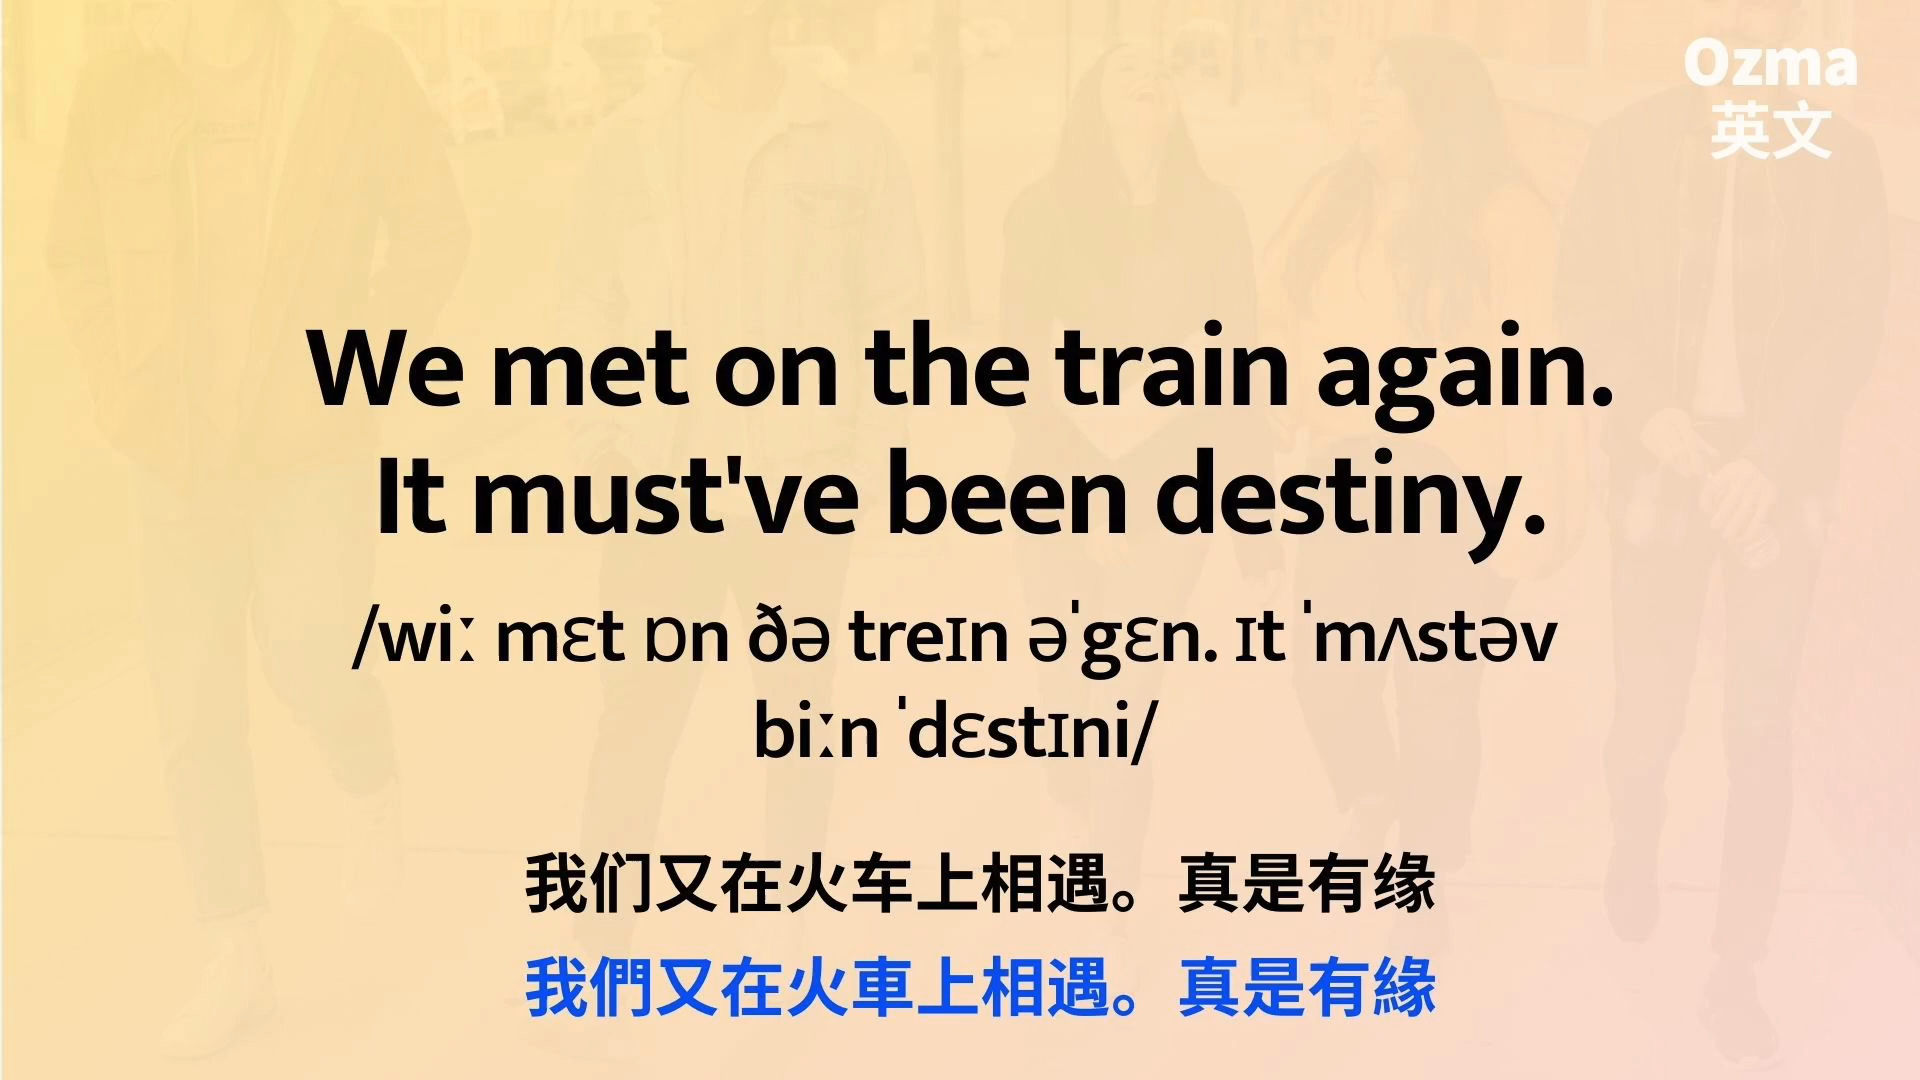 Ozma
英文
We met on the train again.
It must've been destiny.
/wiː mɛt ɒn ðə treɪn əˈgɛn. ɪt ˈmʌstəv
biːn ˈdɛstɪni/
我们又在火车上相遇。真是有缘
我們又在火車上相遇。真是有緣